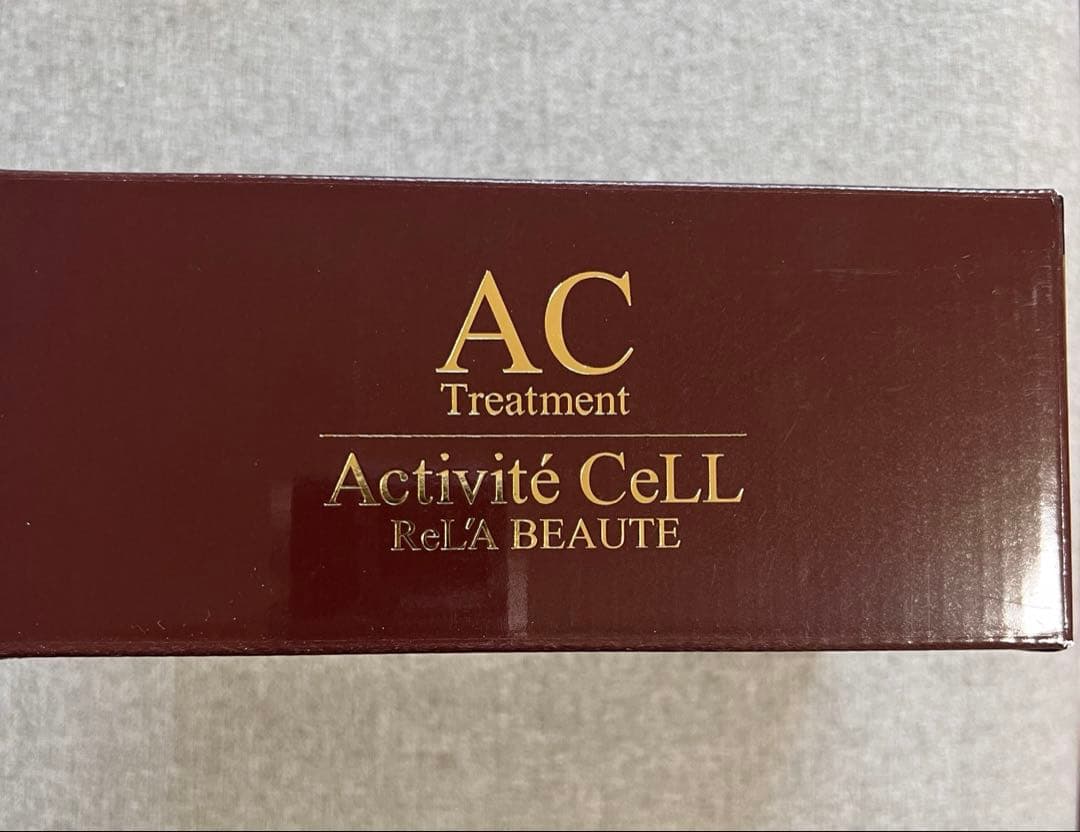 AC
Treatment
Activité CeLL
ReL'A BEAUTE